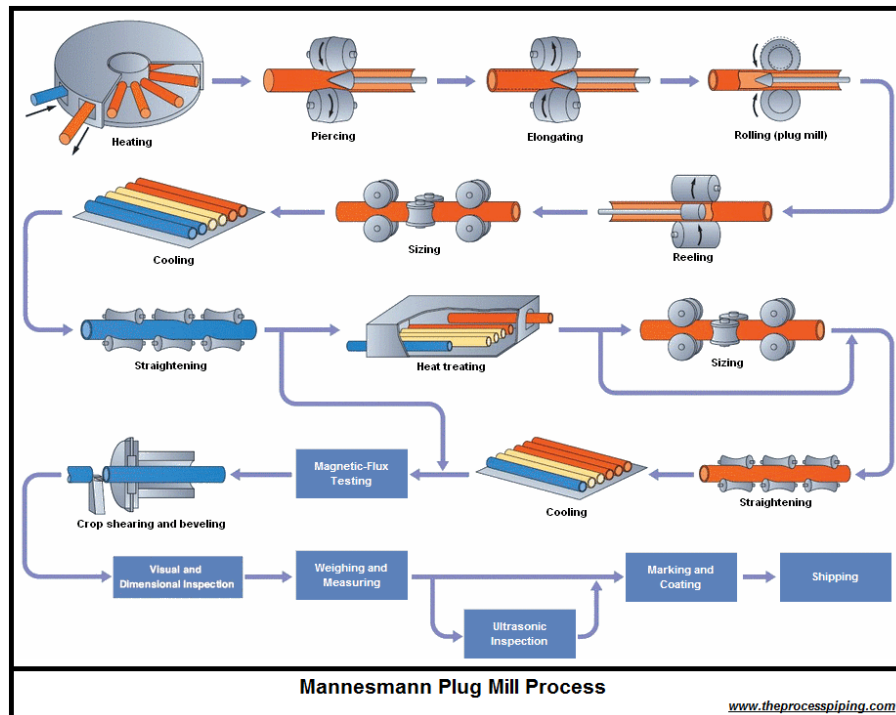 Heating
Piercing
Elongating
Rolling (plug mill)
Cooling
Sizing
Reeling
Straightening
Heat treating
Sizing
Crop shearing and beveling
Magnetic-Flux
Testing
Cooling
Straightening
Visual and
Dimensional Inspection
Weighing and
Measuring
Ultrasonic
Inspection
Marking and
Coating
Shipping
Mannesmann Plug Mill Process
www.theprocesspiping.com